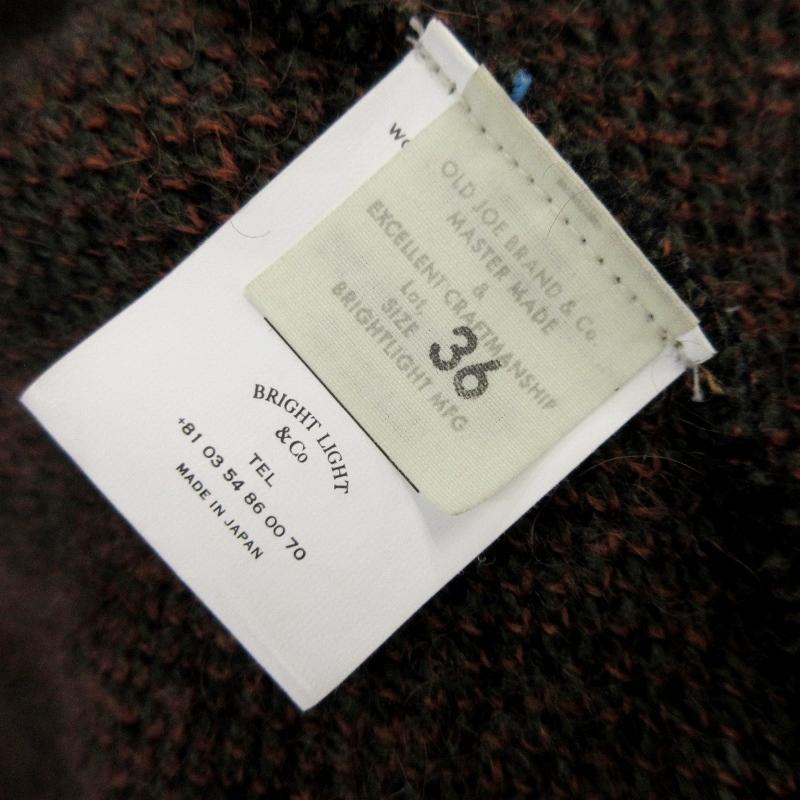 OLD JOE BRAND & Co.
MASTER MADE
&
EXCELLENT CRAFTMANSHIP
Lot.
SIZE 36
BRIGHTLIGHT MFG.
BRIGHT LIGHT
&Co
TEL
+81 03 54 86 00 70
MADE IN JAPAN